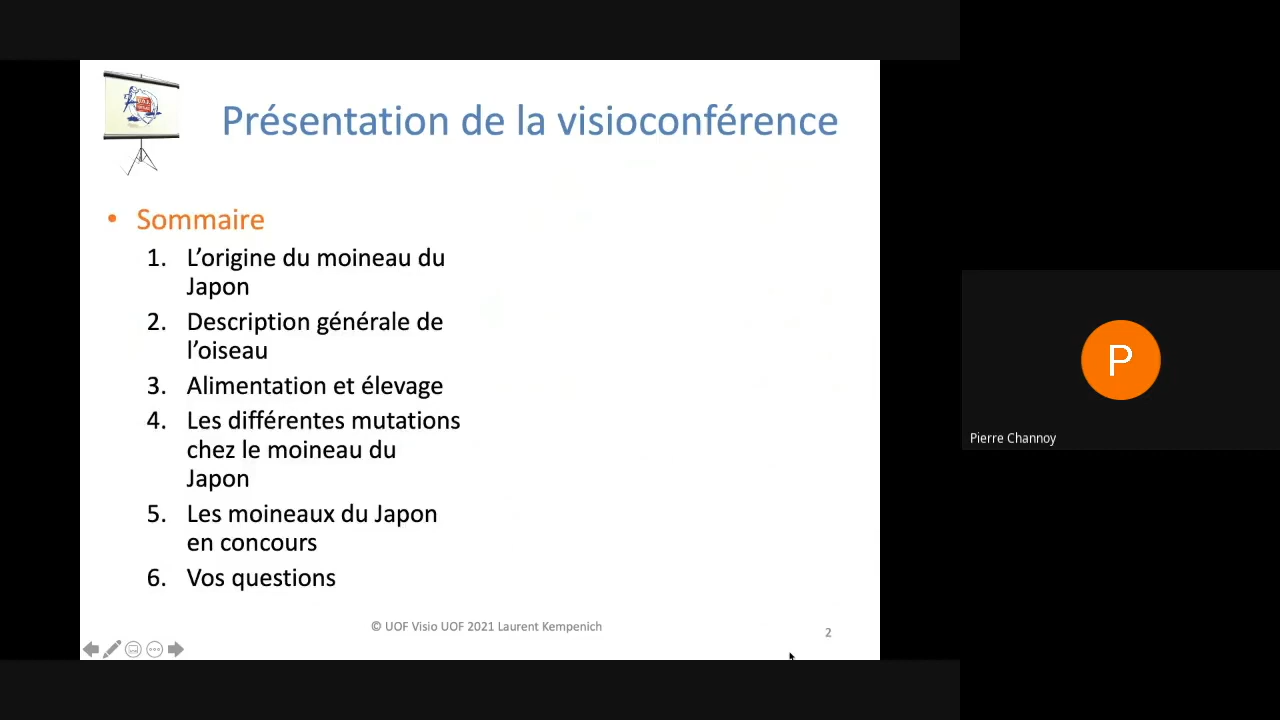 Présentation de la visioconférence
• Sommaire
1. L’origine du moineau du
Japon
2. Description générale de
l’oiseau
3. Alimentation et élevage
4. Les différentes mutations
chez le moineau du
Japon
5. Les moineaux du Japon
en concours
6. Vos questions
© UOF Visio UOF 2021 Laurent Kempenich
2
P
Pierre Channoy